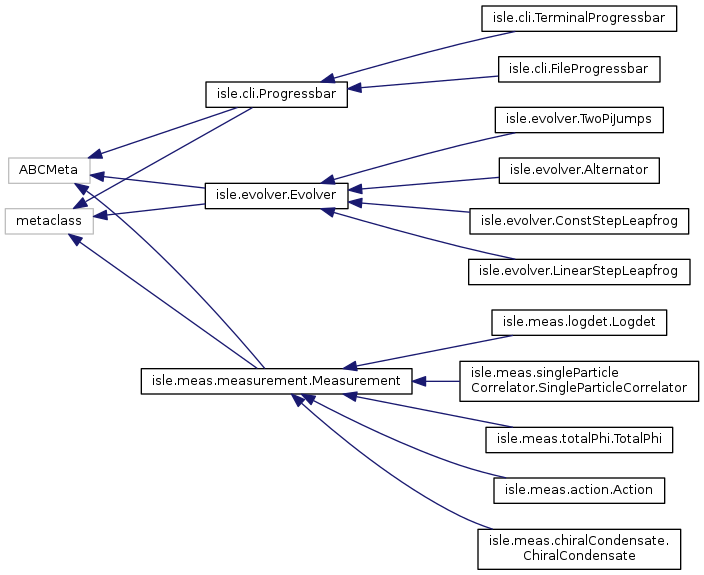 isle.cli.TerminalProgressbar
isle.cli.FileProgressbar
isle.cli.Progressbar
isle.evolver.TwoPiJumps
ABCMeta
isle.evolver.Alternator
isle.evolver.Evolver
metaclass
isle.evolver.ConstStepLeapfrog
isle.evolver.LinearStepLeapfrog
isle.meas.logdet.Logdet
isle.meas.measurement.Measurement
isle.meas.singleParticle
Correlator.SingleParticleCorrelator
isle.meas.totalPhi.TotalPhi
isle.meas.action.Action
isle.meas.chiralCondensate.
ChiralCondensate